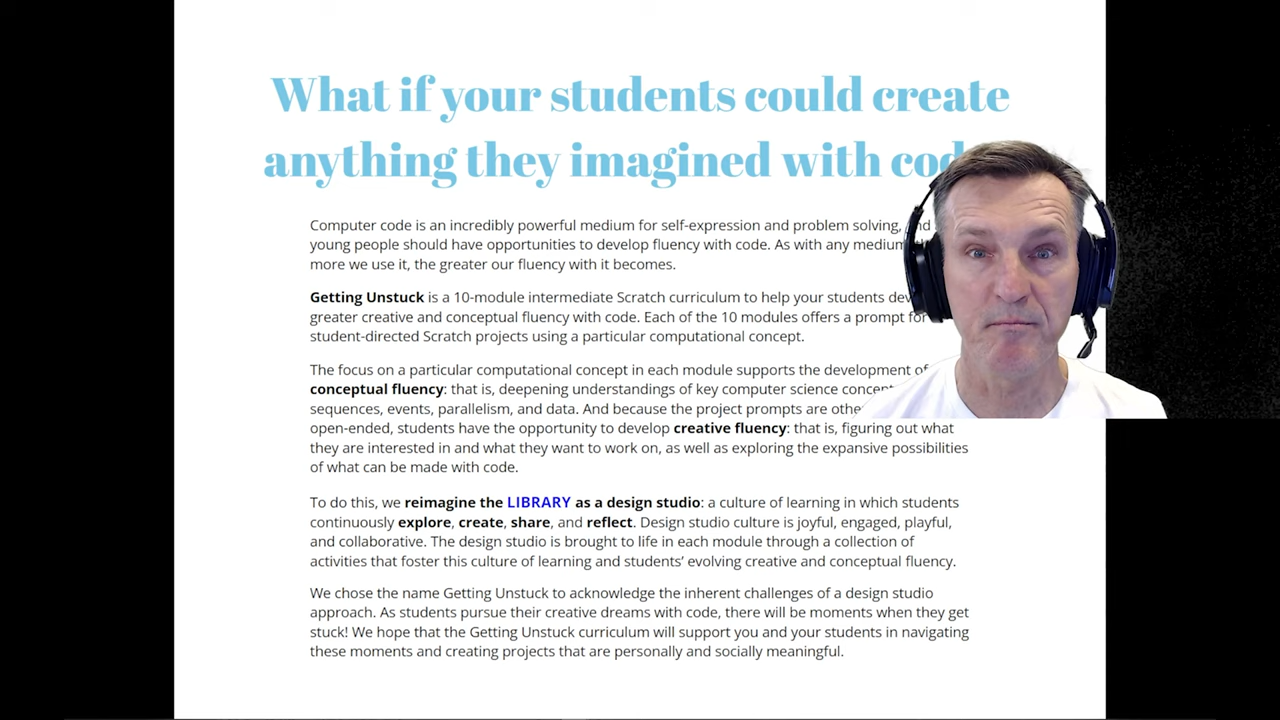 What if your students could create
anything they imagined with
Computer code is an incredibly powerful medium for self-expression and problem solving,
young people should have opportunities to develop fluency with code. As with any medium
more we use it, the greater our fluency with it becomes.
Getting Unstuck is a 10-module intermediate Scratch curriculum to help your students
greater creative and conceptual fluency with code. Each of the 10 modules offers a prompt for
student-directed Scratch projects using a particular computational concept.
The focus on a particular computational concept in each module supports the development of
conceptual fluency: that is, deepening understandings of key computer science
sequences, events, parallelism, and data. And because the project prompts are
open-ended, students have the opportunity to develop creative fluency: that is, figuring out what
they are interested in and what they want to work on, as well as exploring the expansive possibilities
of what can be made with code.
To do this, we reimagine the LIBRARY as a design studio: a culture of learning in which students
continuously explore, create, share, and reflect. Design studio culture is joyful, engaged, playful,
and collaborative. The design studio is brought to life in each module through a collection of
activities that foster this culture of learning and students’ evolving creative and conceptual fluency.
We chose the name Getting Unstuck to acknowledge the inherent challenges of a design studio
approach. As students pursue their creative dreams with code, there will be moments when they get
stuck! We hope that the Getting Unstuck curriculum will support you and your students in navigating
these moments and creating projects that are personally and socially meaningful.